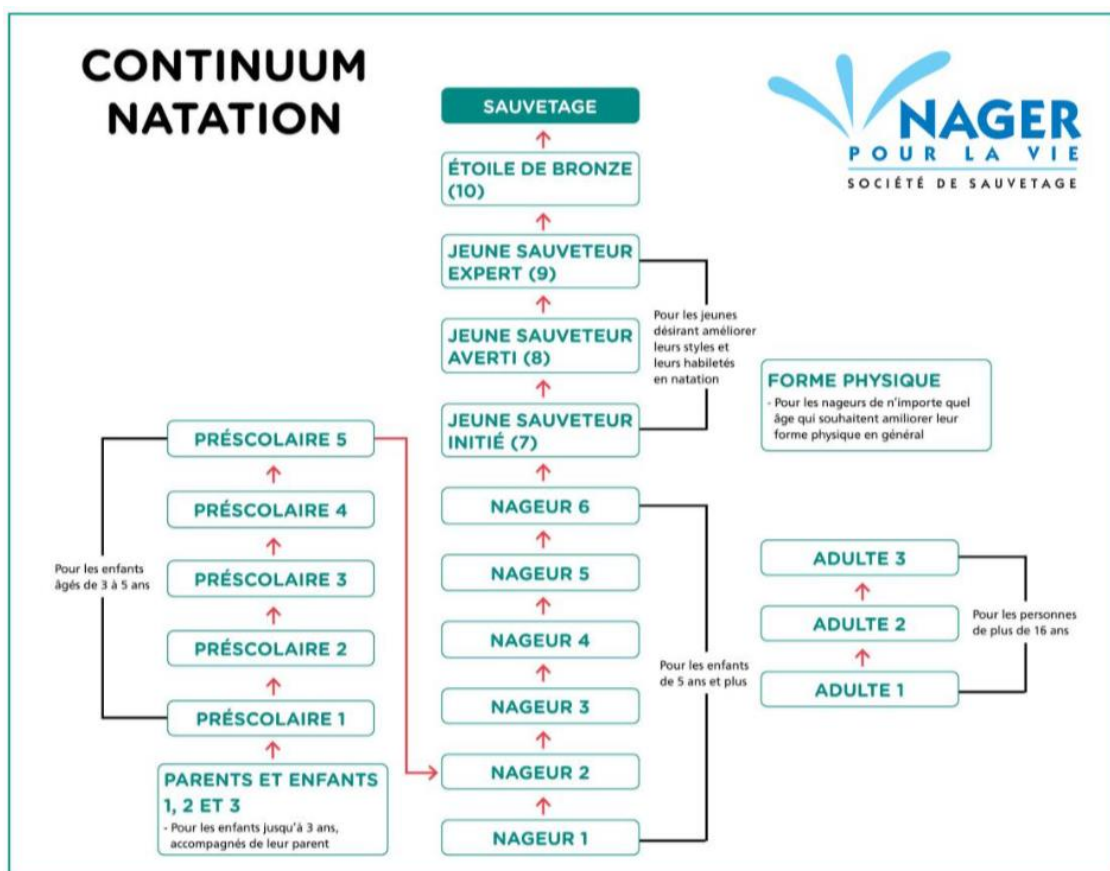 CONTINUUM
NATATION
NAGER
POUR LA VIE
SOCIÉTÉ DE SAUVETAGE
SAUVETAGE
ÉTOILE DE BRONZE
(10)
JEUNE SAUVETEUR
EXPERT (9)
JEUNE SAUVETEUR
AVERTI (8)
JEUNE SAUVETEUR
INITIÉ (7)
Pour les jeunes
désirant améliorer
leurs styles et
leurs habiletés
en natation
FORME PHYSIQUE
- Pour les nageurs de n'importe quel
âge qui souhaitent améliorer leur
forme physique en général
PRÉSCOLAIRE 5
PRÉSCOLAIRE 4
PRÉSCOLAIRE 3
PRÉSCOLAIRE 2
PRÉSCOLAIRE 1
Pour les enfants
âgés de 3 à 5 ans
PARENTS ET ENFANTS
1, 2 ET 3
- Pour les enfants jusqu'à 3 ans,
accompagnés de leur parent
NAGEUR 6
NAGEUR 5
NAGEUR 4
NAGEUR 3
NAGEUR 2
NAGEUR 1
Pour les enfants
de 5 ans et plus
ADULTE 3
ADULTE 2
ADULTE 1
Pour les personnes
de plus de 16 ans